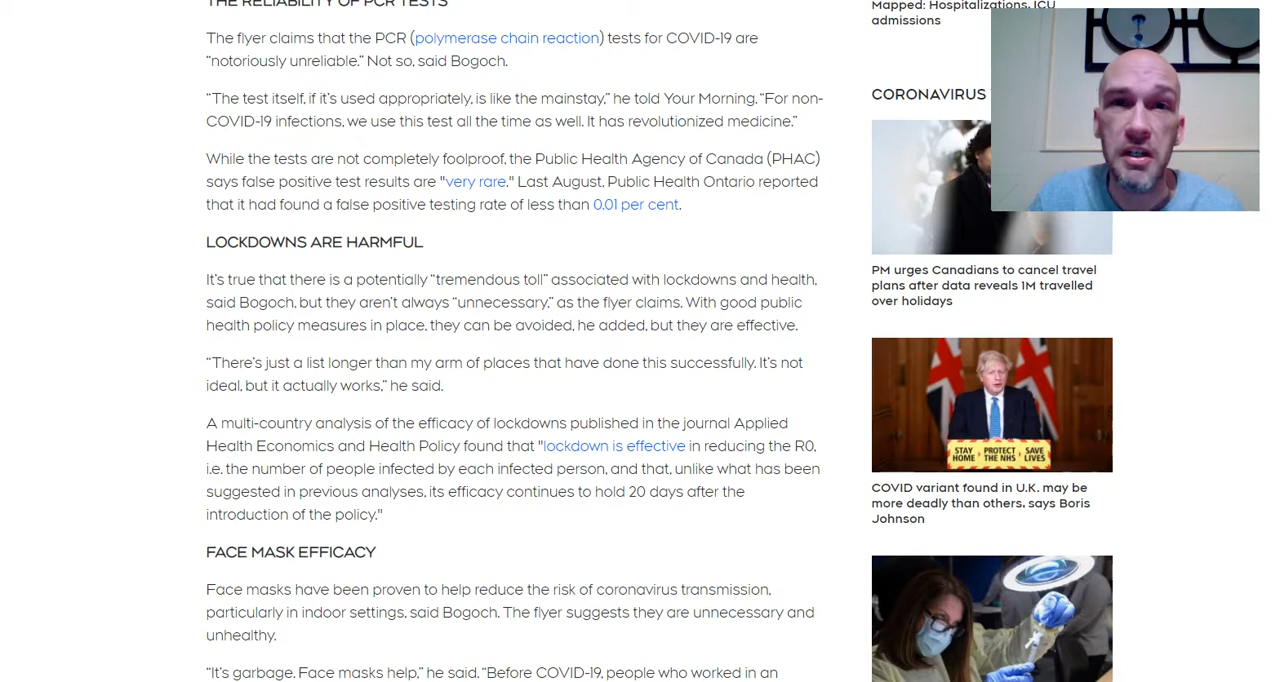 THE RELIABILITY OF PCR TESTS
The flyer claims that the PCR (polymerase chain reaction) tests for COVID-19 are
“notoriously unreliable.” Not so, said Bogoch.
“The test itself, if it’s used appropriately, is like the mainstay,” he told Your Morning. “For non-
COVID-19 infections, we use this test all the time as well. It has revolutionized medicine.”
While the tests are not completely foolproof, the Public Health Agency of Canada (PHAC)
says false positive test results are "very rare." Last August, Public Health Ontario reported
that it had found a false positive testing rate of less than 0.01 per cent.
LOCKDOWNS ARE HARMFUL
It’s true that there is a potentially “tremendous toll” associated with lockdowns and health,
said Bogoch, but they aren’t always “unnecessary,” as the flyer claims. With good public
health policy measures in place, they can be avoided, he added, but they are effective.
“There’s just a list longer than my arm of places that have done this successfully. It’s not
ideal, but it actually works,” he said.
A multi-country analysis of the efficacy of lockdowns published in the journal Applied
Health Economics and Health Policy found that "lockdown is effective in reducing the R0,
i.e. the number of people infected by each infected person, and that, unlike what has been
suggested in previous analyses, its efficacy continues to hold 20 days after the
introduction of the policy."
FACE MASK EFFICACY
Face masks have been proven to help reduce the risk of coronavirus transmission,
particularly in indoor settings, said Bogoch. The flyer suggests they are unnecessary and
unhealthy.
“It’s garbage. Face masks help,” he said. “Before COVID-19, people who worked in an
Mapped: Hospitalizations, ICU
admissions
CORONAVIRUS
PM urges Canadians to cancel travel
plans after data reveals 1M travelled
over holidays
STAY HOME PROTECT THE NHS SAVE LIVES
COVID variant found in U.K. may be
more deadly than others, says Boris
Johnson